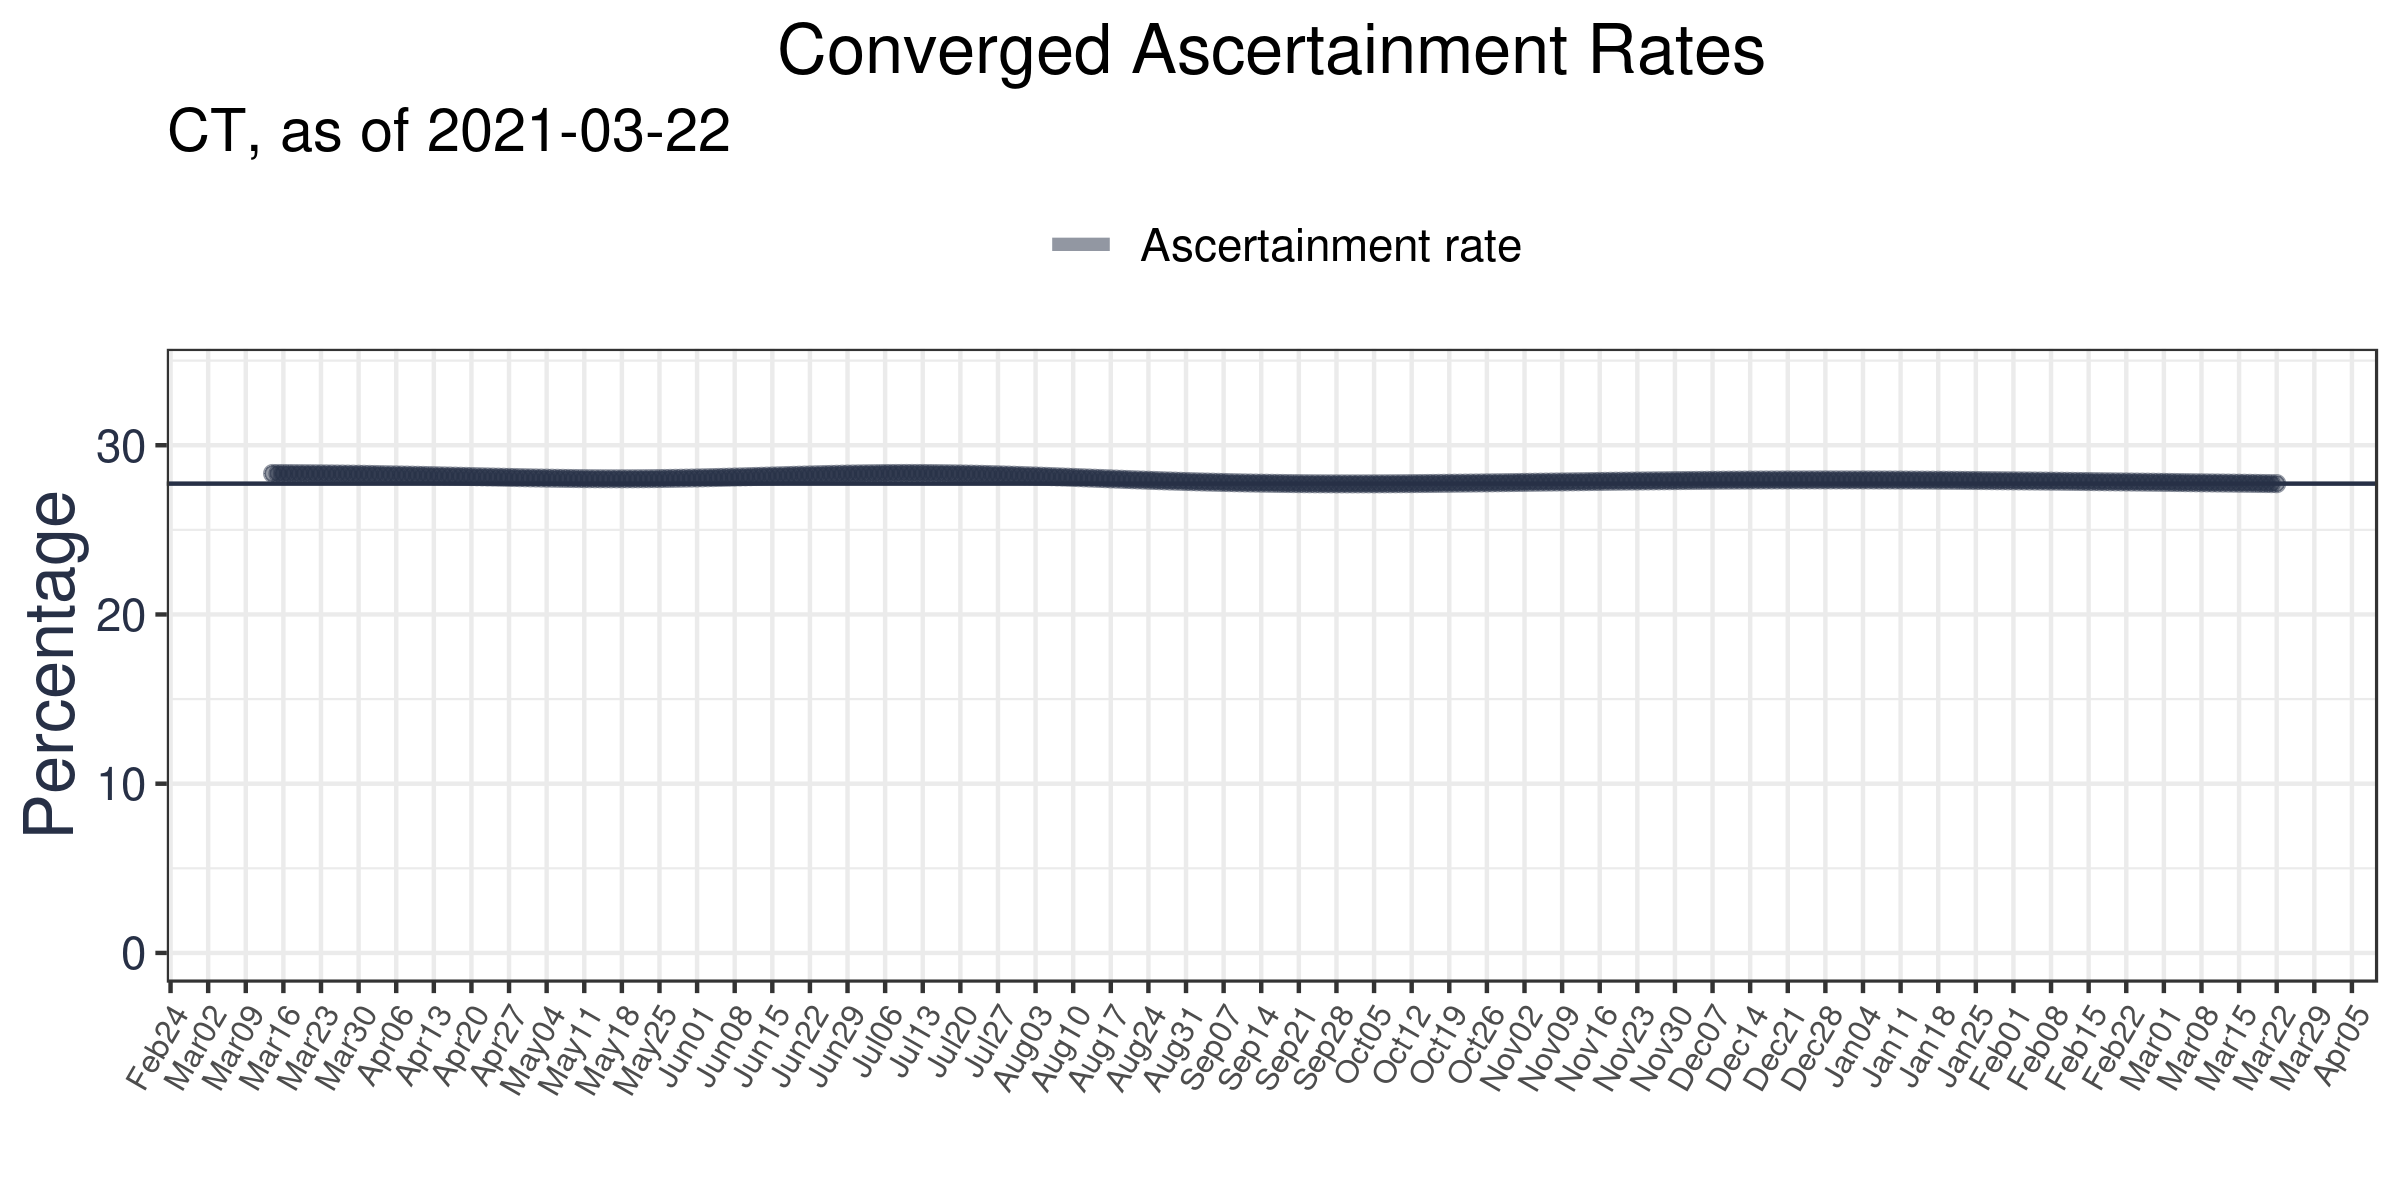 Converged Ascertainment Rates
CT, as of 2021-03-22
Ascertainment rate
Percentage
30
20
10
0
Feb24
Mar02
Mar09
Mar16
Mar23
Mar30
Apr06
Apr13
Apr20
Apr27
May04
May11
May18
May25
Jun01
Jun08
Jun15
Jun22
Jun29
Jul06
Jul13
Jul20
Jul27
Aug03
Aug10
Aug17
Aug24
Aug31
Sep07
Sep14
Sep21
Sep28
Oct05
Oct12
Oct19
Oct26
Nov02
Nov09
Nov16
Nov23
Nov30
Dec07
Dec14
Dec21
Dec28
Jan04
Jan11
Jan18
Jan25
Feb01
Feb08
Feb15
Feb22
Mar01
Mar08
Mar15
Mar22
Mar29
Apr05